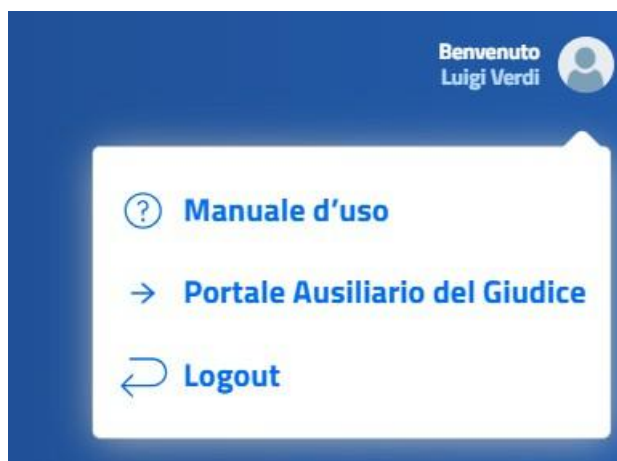 Benvenuto
Luigi Verdi
Manuale d’uso
Portale Ausiliario del Giudice
Logout